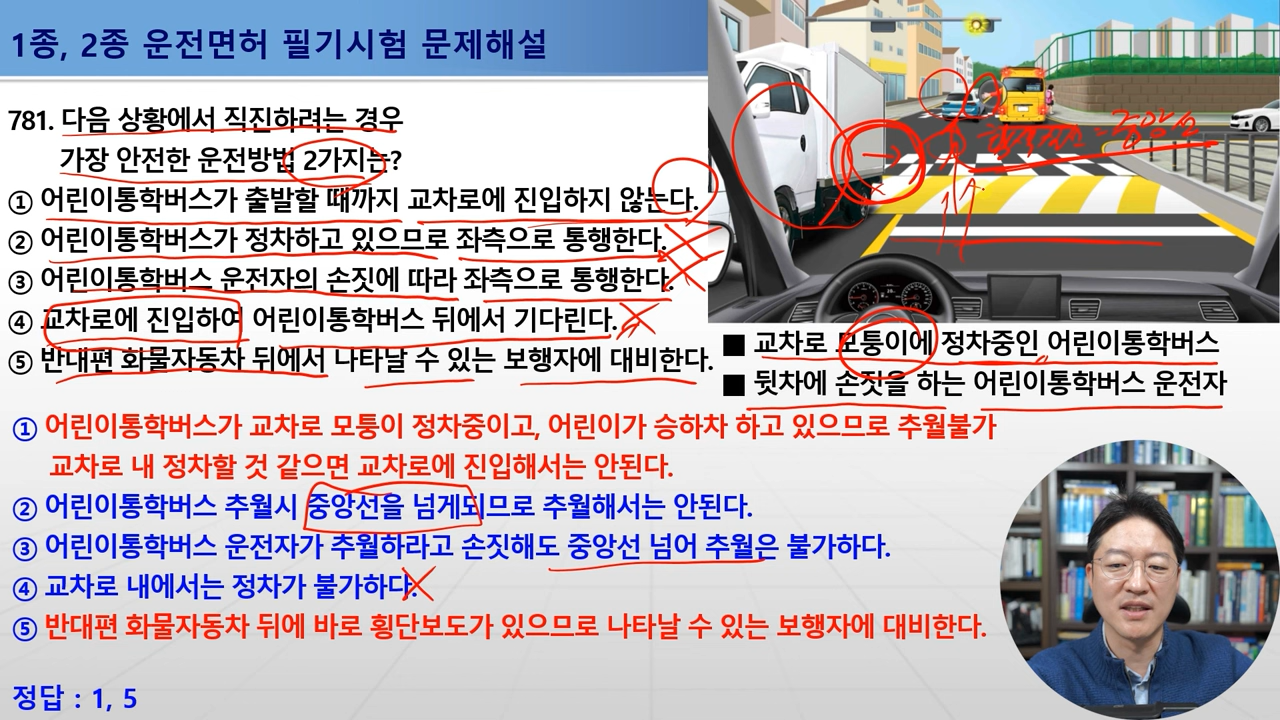 1종, 2종 운전면허 필기시험 문제해설
781. 다음 상황에서 직진하려는 경우
가장 안전한 운전방법 2가지는?
① 어린이통학버스가 출발할 때까지 교차로에 진입하지 않는다.
② 어린이통학버스가 정차하고 있으므로 좌측으로 통행한다.
③ 어린이통학버스 운전자의 손짓에 따라 좌측으로 통행한다.
④ 교차로에 진입하여 어린이통학버스 뒤에서 기다린다.
⑤ 반대편 화물자동차 뒤에서 나타날 수 있는 보행자에 대비한다.
중앙선
■ 교차로 모퉁이에 정차중인 어린이통학버스
■ 뒷차에 손짓을 하는 어린이통학버스 운전자
① 어린이통학버스가 교차로 모퉁이 정차중이고, 어린이가 승하차 하고 있으므로 추월불가
교차로 내 정차할 것 같으면 교차로에 진입해서는 안된다.
② 어린이통학버스 추월시 중앙선을 넘게되므로 추월해서는 안된다.
③ 어린이통학버스 운전자가 추월하라고 손짓해도 중앙선 넘어 추월은 불가하다.
④ 교차로 내에서는 정차가 불가하다.
⑤ 반대편 화물자동차 뒤에 바로 횡단보도가 있으므로 나타날 수 있는 보행자에 대비한다.
정답 : 1, 5